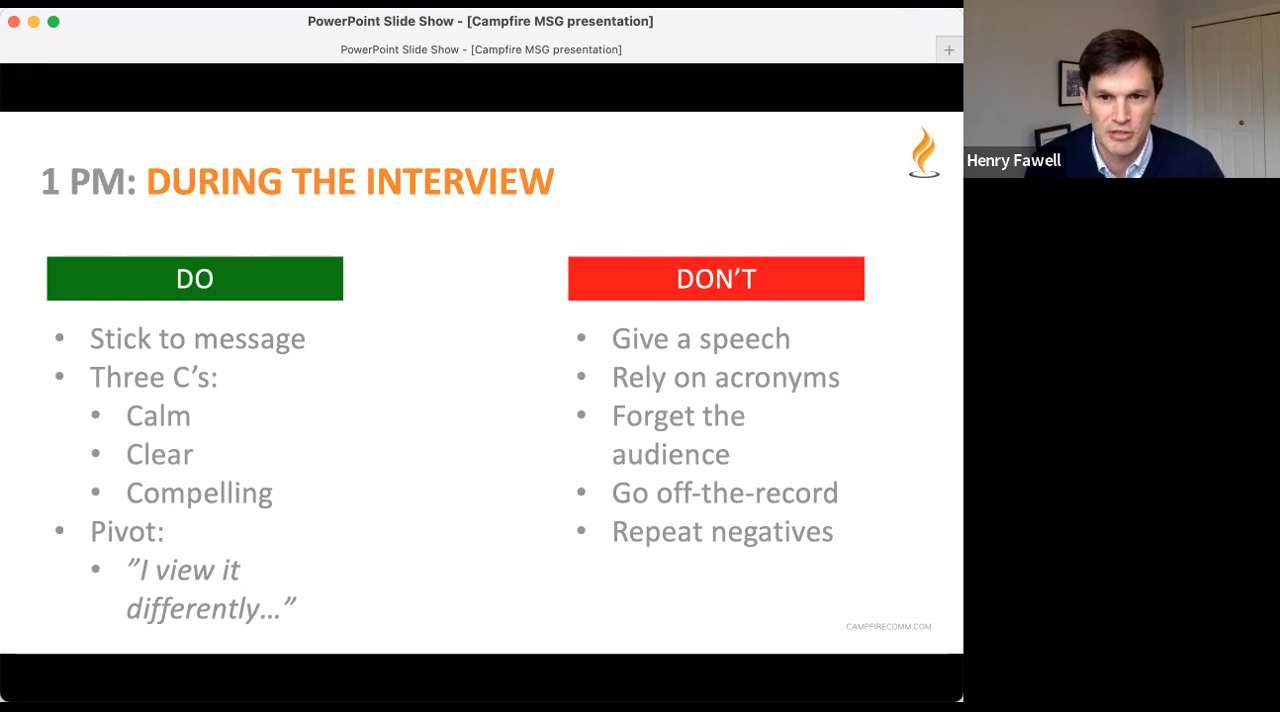 PowerPoint Slide Show - [Campfire MSG presentation]
PowerPoint Slide Show - [Campfire MSG presentation]
Henry Fawell
1 PM: DURING THE INTERVIEW
DO
• Stick to message
• Three C’s:
• Calm
• Clear
• Compelling
• Pivot:
• ”I view it
differently…”
DON’T
• Give a speech
• Rely on acronyms
• Forget the
audience
• Go off-the-record
• Repeat negatives
CAMPFIRECOMM.COM